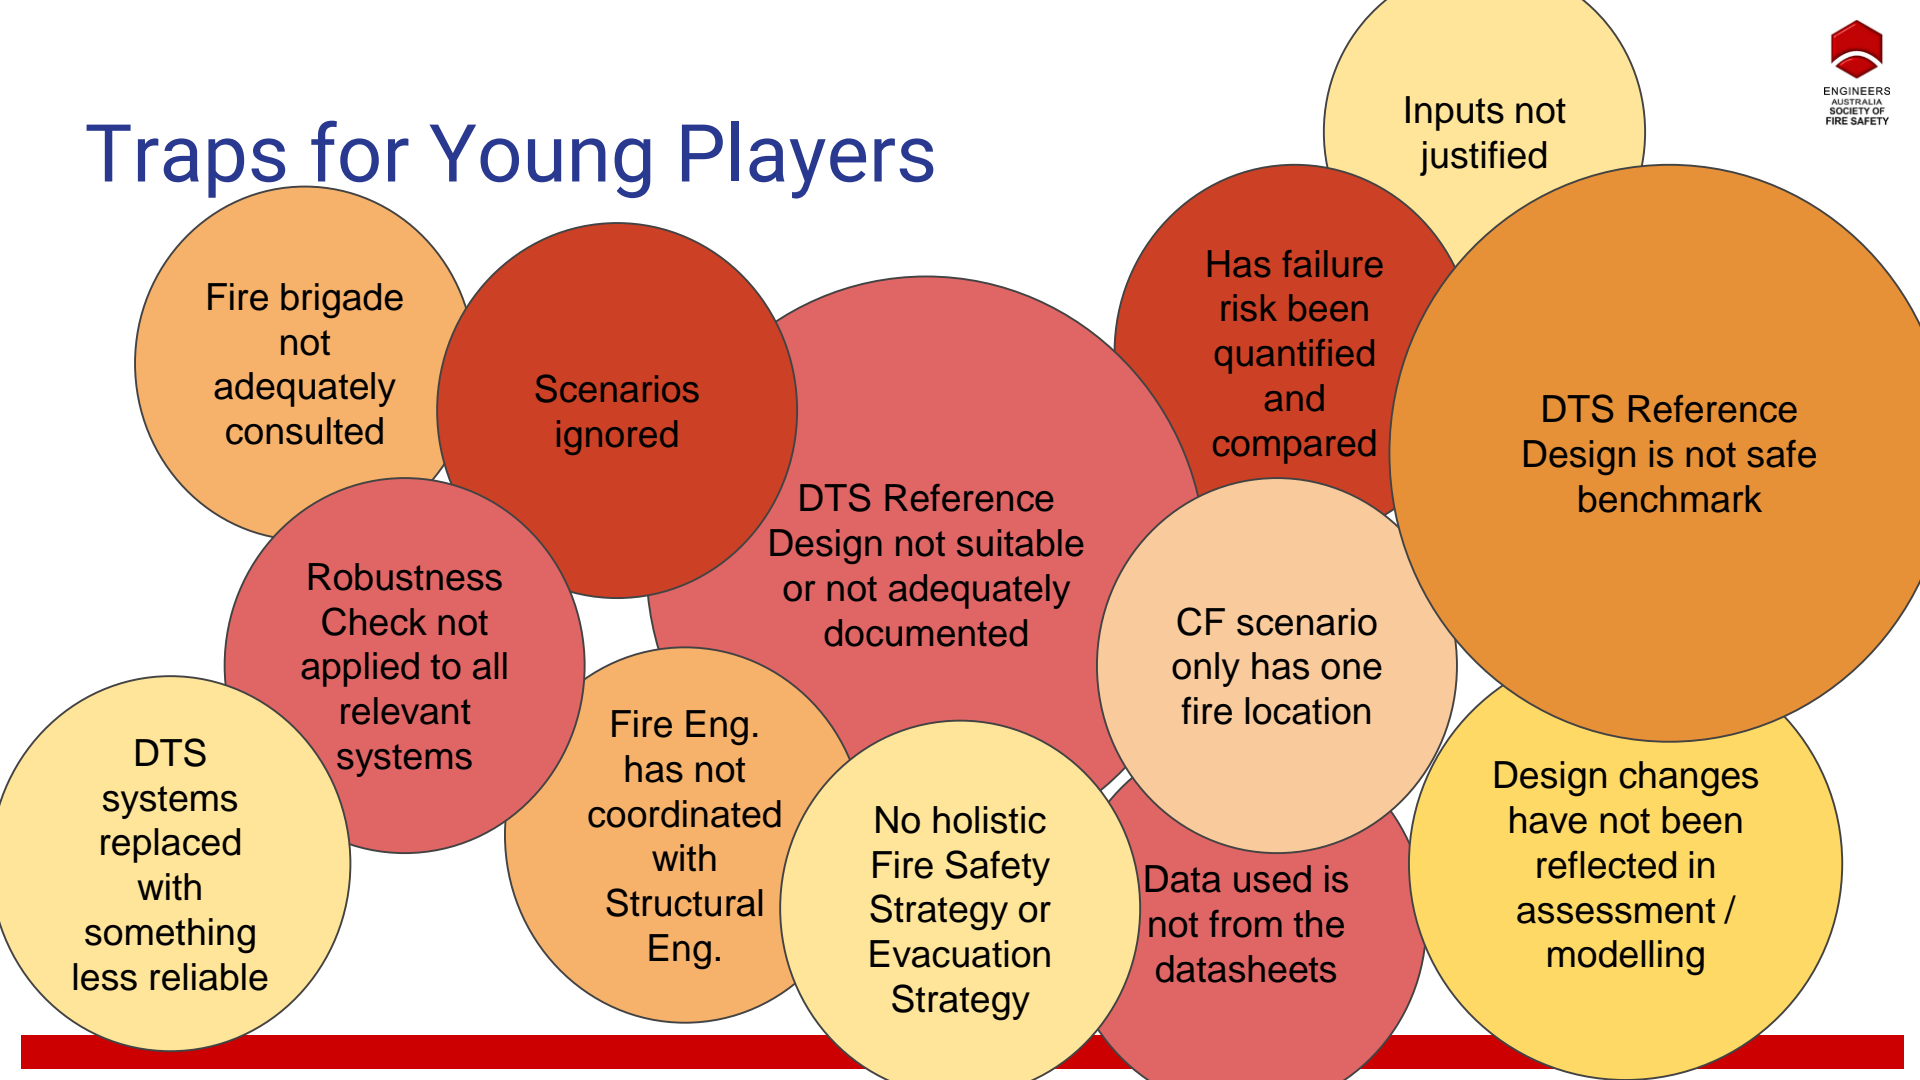 Traps for Young Players
ENGINEERS
AUSTRALIA
SOCIETY OF
FIRE SAFETY
Inputs not
justified
Fire brigade
not
adequately
consulted
Scenarios
ignored
Has failure
risk been
quantified
and
compared
DTS Reference
Design is not safe
benchmark
DTS Reference
Design not suitable
or not adequately
documented
Robustness
Check not
applied to all
relevant
systems
CF scenario
only has one
fire location
DTS
systems
replaced
with
something
less reliable
Fire Eng.
has not
coordinated
with
Structural
Eng.
No holistic
Fire Safety
Strategy or
Evacuation
Strategy
Data used is
not from the
datasheets
Design changes
have not been
reflected in
assessment /
modelling